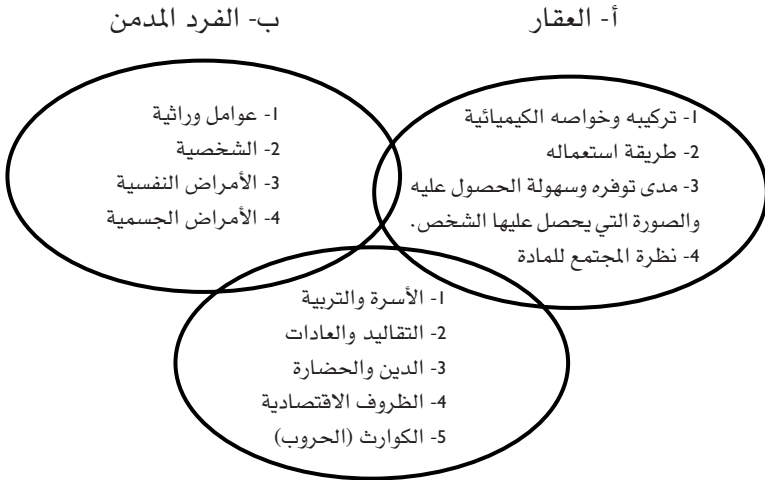 أ- العقار
ب- الفرد المدمن
1- تركيبه وخواصه الكيميائية
2- طريقة استعماله
3- مدى توفره وسهولة الحصول عليه
والصورة التي يحصل عليها الشخص.
4- نظرة المجتمع للمادة
1- عوامل وراثية
2- الشخصية
3- الأمراض النفسية
4- الأمراض الجسمية
1- الأسرة والتربية
2- التقاليد والعادات
3- الدين والحضارة
4- الظروف الاقتصادية
5- الكوارث (الحروب)